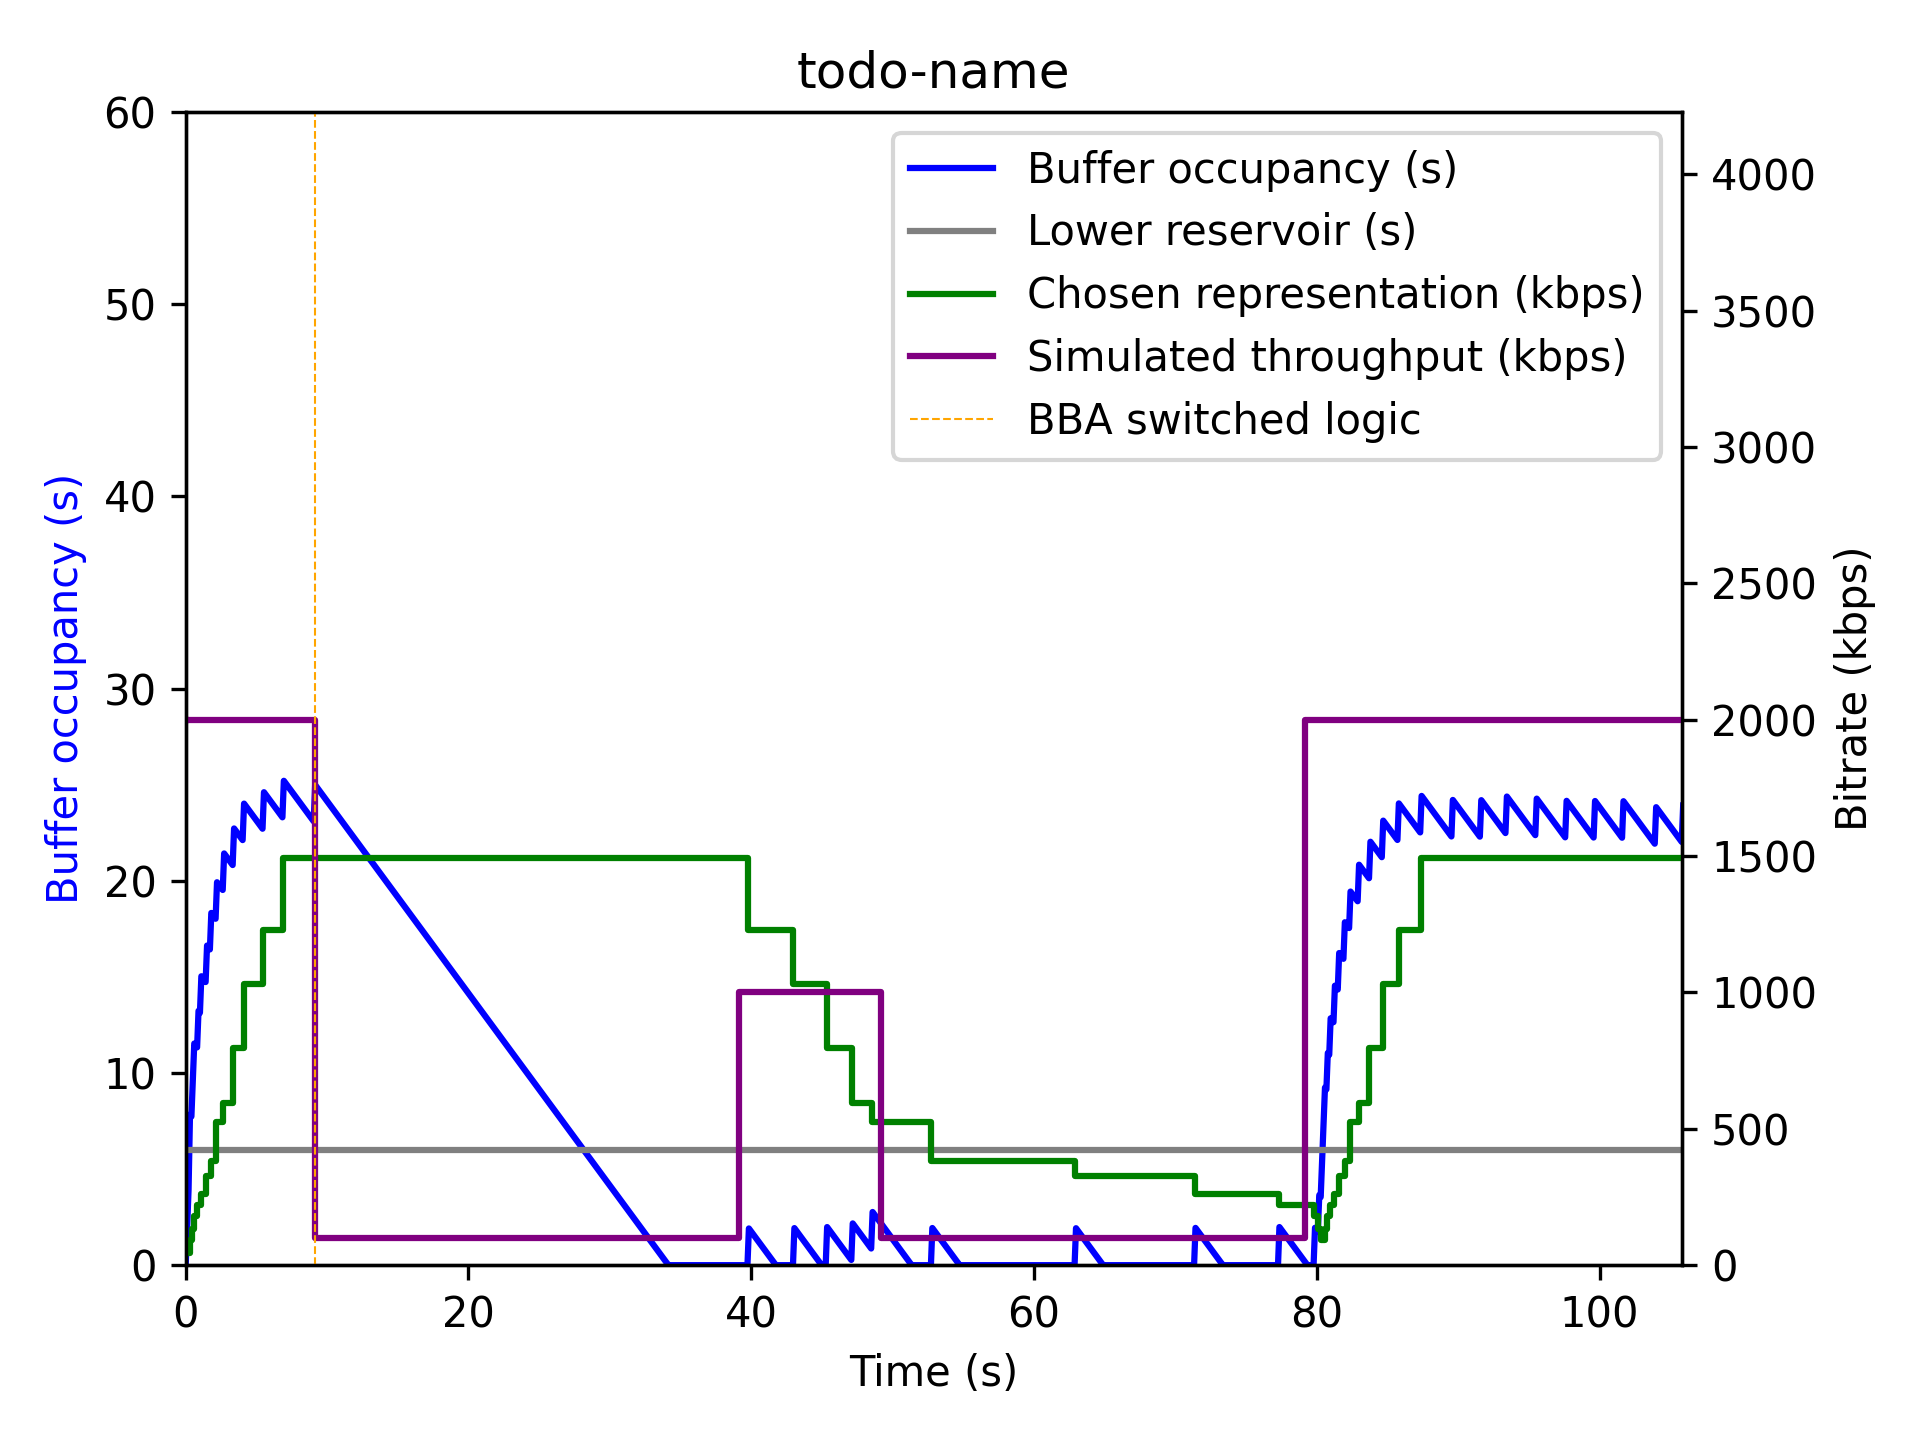 todo-name
60
50
40
30
20
10
0
Buffer occupancy (s)
Buffer occupancy (s)
Lower reservoir (s)
Chosen representation (kbps)
Simulated throughput (kbps)
BBA switched logic
4000
3500
3000
2500
2000
1500
1000
500
0
Bitrate (kbps)
0 20 40 60 80 100
Time (s)